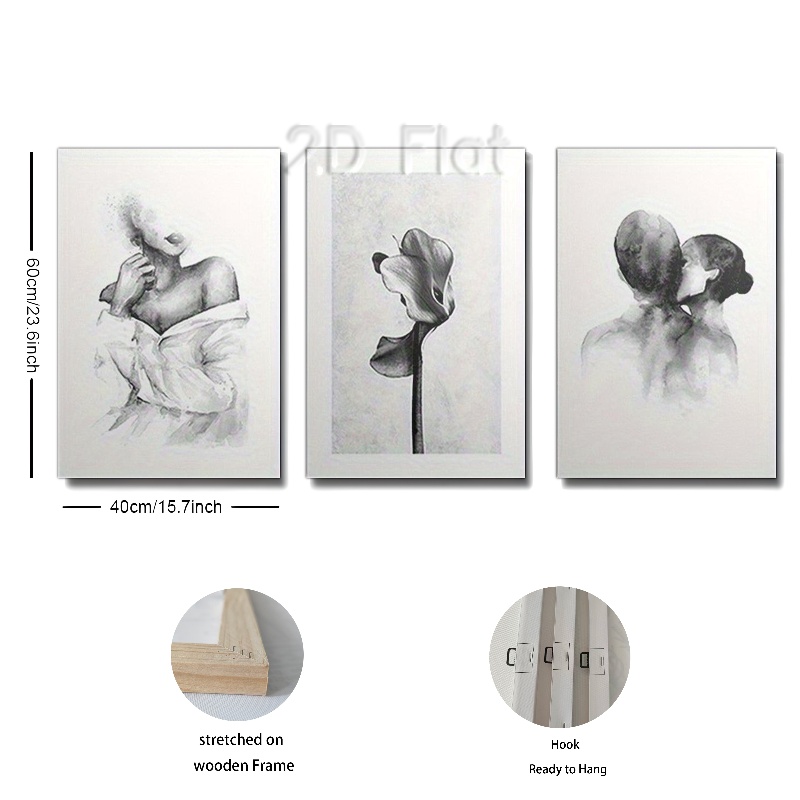 2D Flat
60cm/23.6inch
40cm/15.7inch
stretched on
wooden Frame
Hook
Ready to Hang